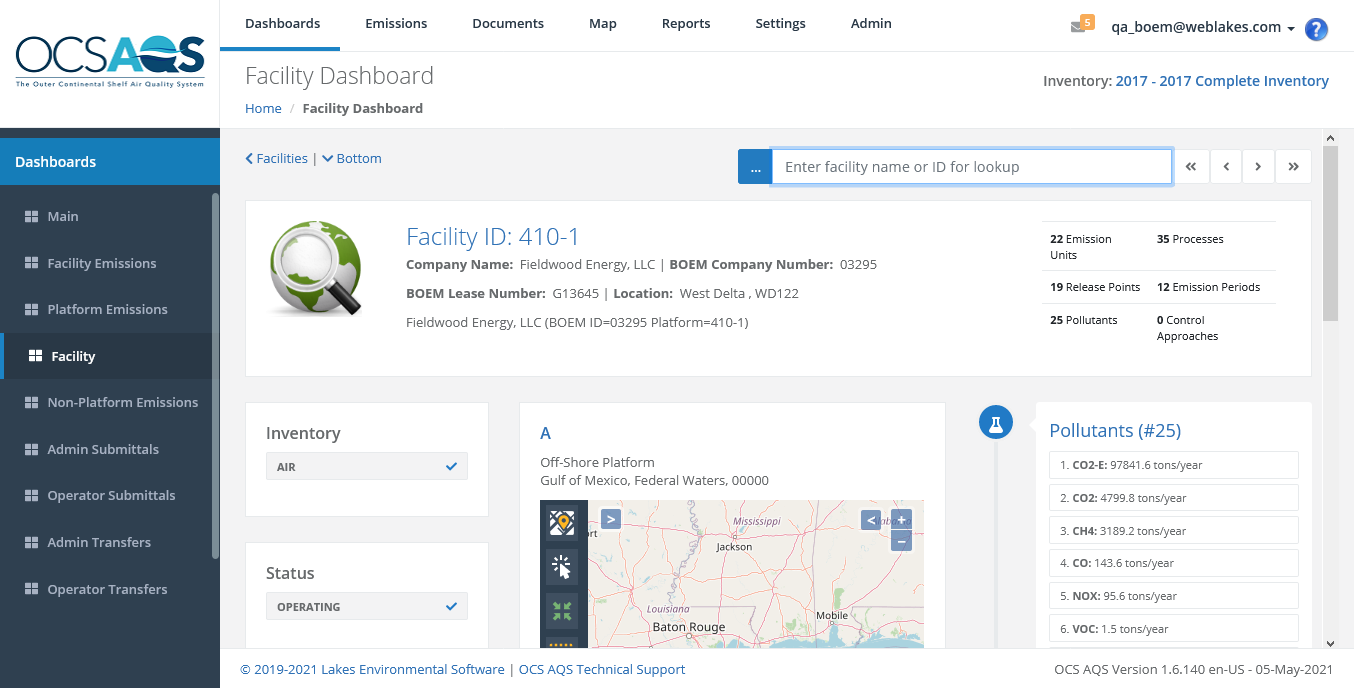 OCSAQS
The Outer Continental Shelf Air Quality System
Dashboards
Emissions
Documents
Map
Reports
Settings
Admin
5
qa_boem@weblakes.com
?
Facility Dashboard
Home / Facility Dashboard
Inventory: 2017 - 2017 Complete Inventory
Dashboards
Main
Facility Emissions
Platform Emissions
Facility
Non-Platform Emissions
Admin Submittals
Operator Submittals
Admin Transfers
Operator Transfers
Facilities | Bottom
...
Enter facility name or ID for lookup
Facility ID: 410-1
Company Name: Fieldwood Energy, LLC | BOEM Company Number: 03295
BOEM Lease Number: G13645 | Location: West Delta , WD122
Fieldwood Energy, LLC (BOEM ID=03295 Platform=410-1)
22 Emission
Units
35 Processes
19 Release Points
12 Emission Periods
25 Pollutants
0 Control
Approaches
Inventory
AIR
Status
OPERATING
A
Off-Shore Platform
Gulf of Mexico, Federal Waters, 00000
Mississippi
Jackson
Louisiana
Baton Rouge
Mobile
Pollutants (#25)
1. CO2-E: 97841.6 tons/year
2. CO2: 4799.8 tons/year
3. CH4: 3189.2 tons/year
4. CO: 143.6 tons/year
5. NOX: 95.6 tons/year
6. VOC: 1.5 tons/year
© 2019-2021 Lakes Environmental Software | OCS AQS Technical Support
OCS AQS Version 1.6.140 en-US - 05-May-2021